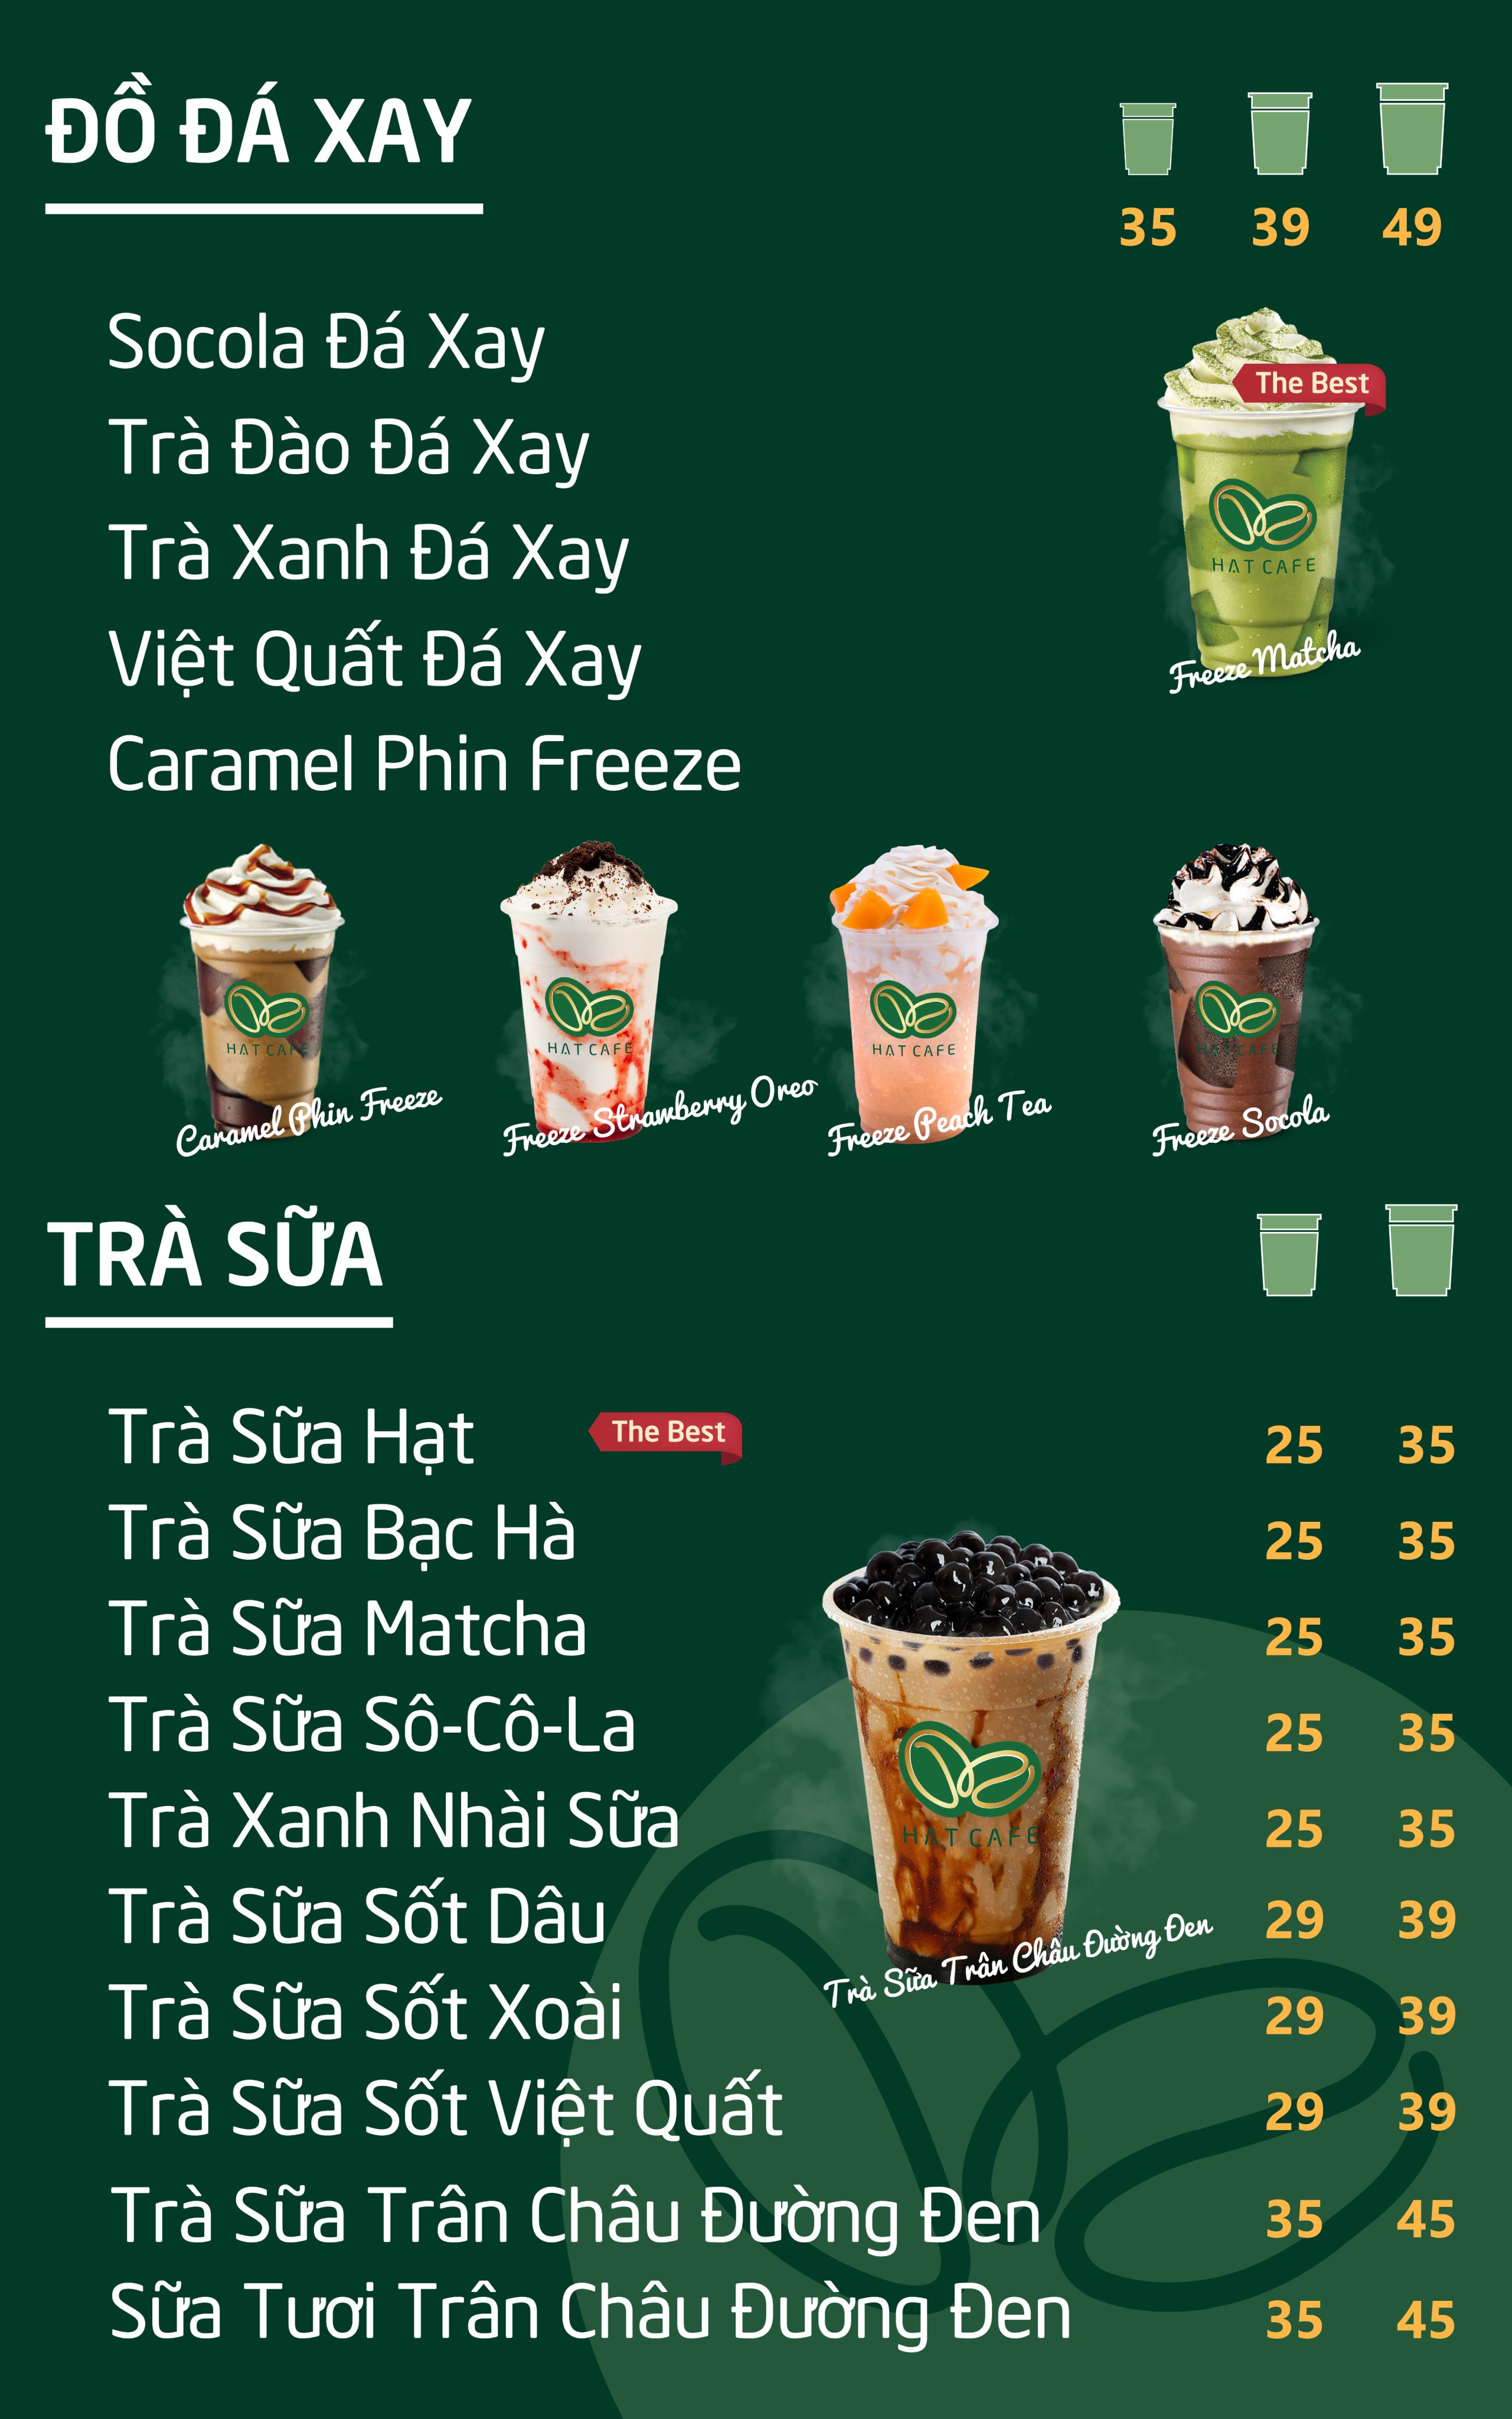 ĐỒ ĐÁ XAY
35 39 49
Socola Đá Xay
Trà Đào Đá Xay
Trà Xanh Đá Xay
Việt Quất Đá Xay
Caramel Phin Freeze
The Best
HẠT CAFE
Freeze Matcha
HẠT CAFE
Caramel Phin Freeze
HẠT CAFE
Freeze Strawberry Oreo
HẠT CAFE
Freeze Peach Tea
HẠT CAFE
Freeze Socola
TRÀ SỮA
Trà Sữa Hạt The Best 25 35
Trà Sữa Bạc Hà 25 35
Trà Sữa Matcha 25 35
Trà Sữa Sô-Cô-La 25 35
Trà Xanh Nhài Sữa 25 35
Trà Sữa Sốt Dâu 29 39
Trà Sữa Sốt Xoài 29 39
Trà Sữa Sốt Việt Quất 29 39
Trà Sữa Trân Châu Đường Đen 35 45
Sữa Tươi Trân Châu Đường Đen 35 45
HẠT CAFE
Trà Sữa Trân Châu Đường Đen